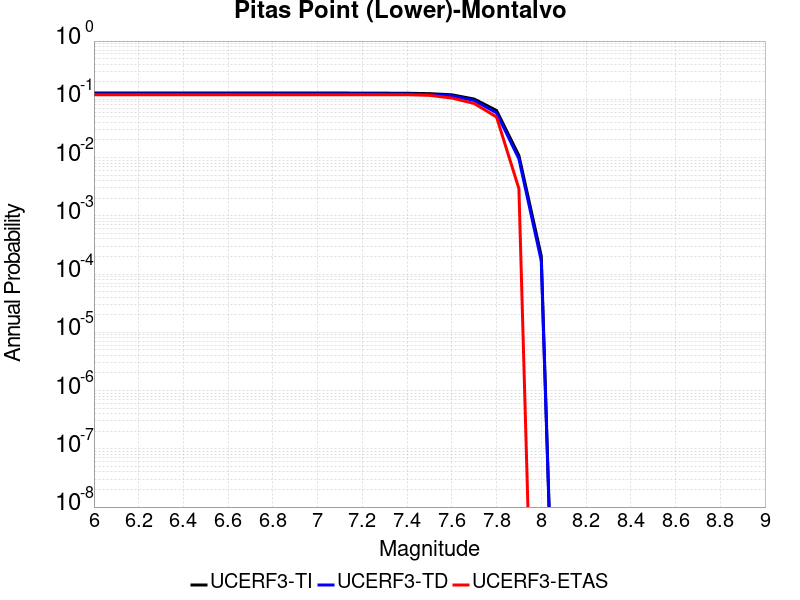 Pitas Point (Lower)-Montalvo
10^0
10^-1
10^-2
10^-3
10^-4
10^-5
10^-6
10^-7
10^-8
Annual Probability
6 6.2 6.4 6.6 6.8 7 7.2 7.4 7.6 7.8 8 8.2 8.4 8.6 8.8 9
Magnitude
UCERF3-TI UCERF3-TD UCERF3-ETAS